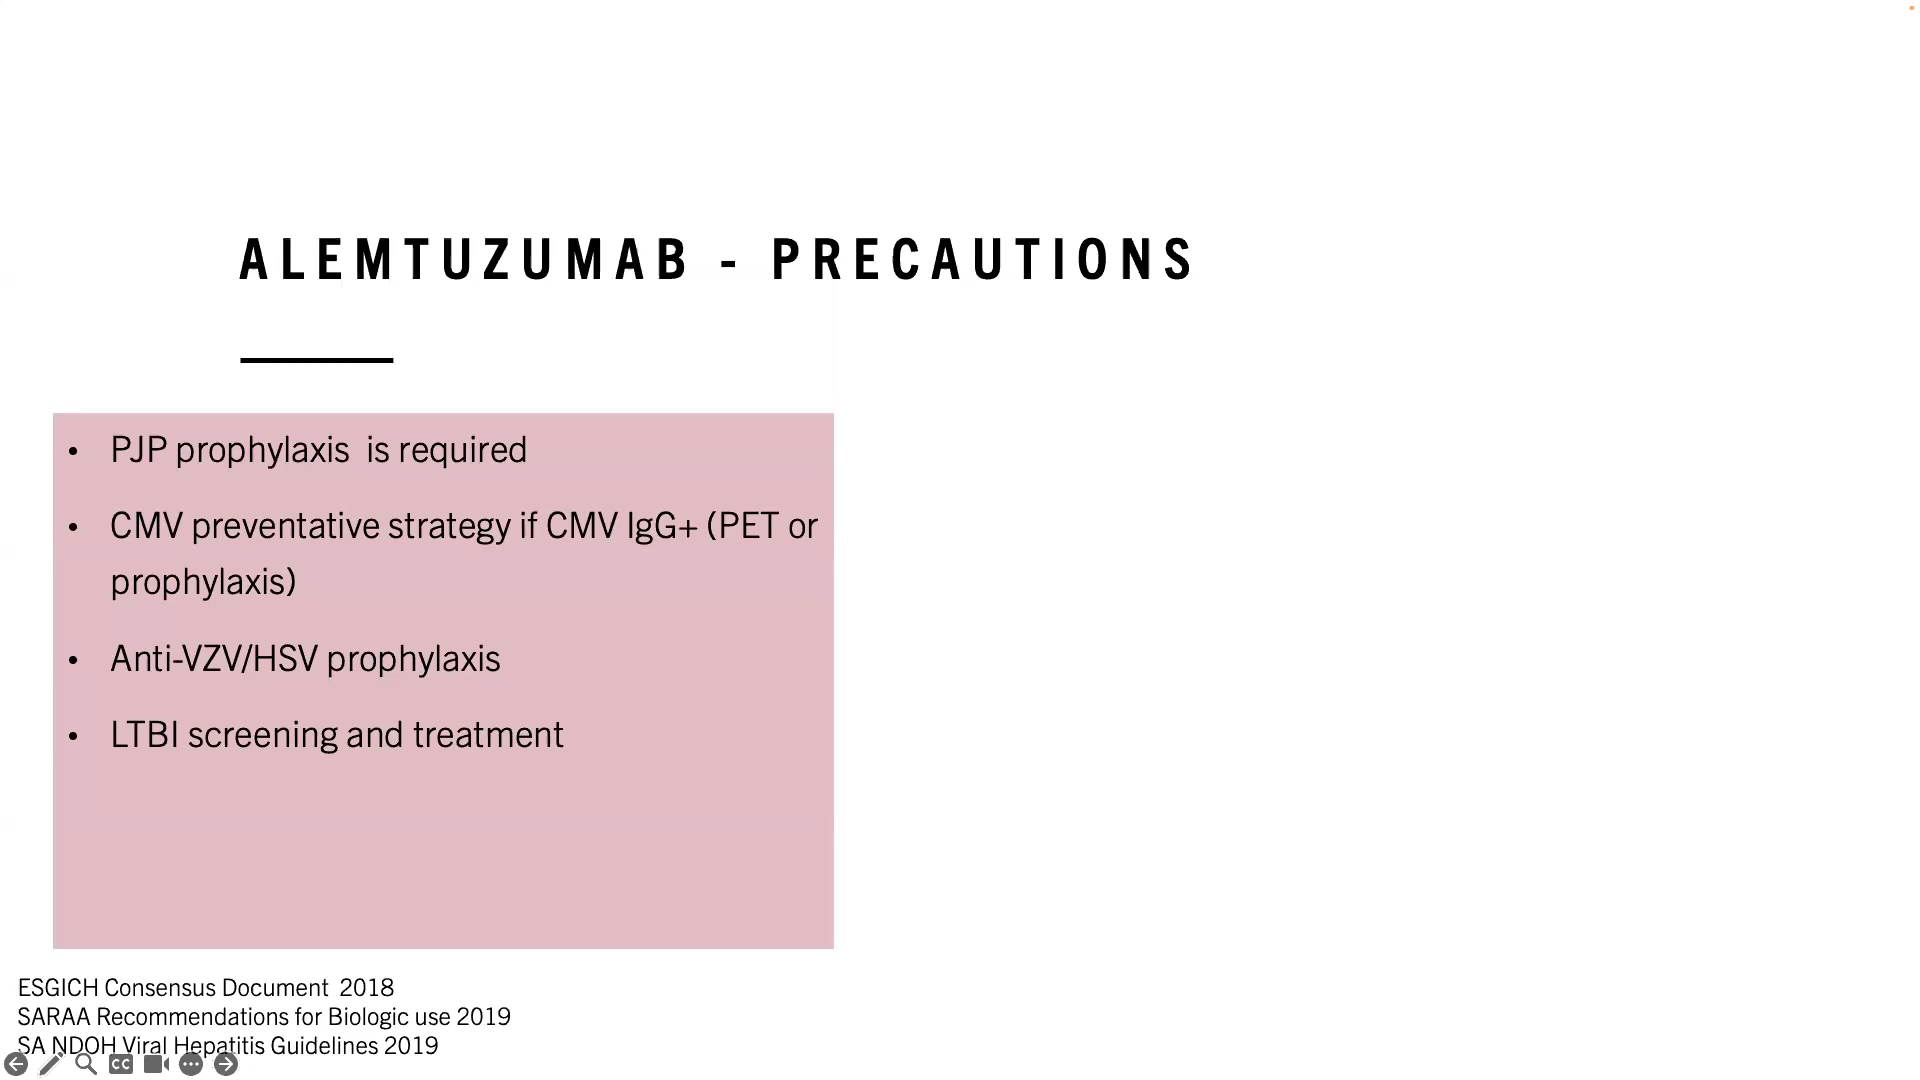 ALEMTUZUMAB - PRECAUTIONS
• PJP prophylaxis is required
• CMV preventative strategy if CMV IgG+ (PET or
prophylaxis)
• Anti-VZV/HSV prophylaxis
• LTBI screening and treatment
ESGICH Consensus Document 2018
SARAA Recommendations for Biologic use 2019
SA NDOH Viral Hepatitis Guidelines 2019
CC